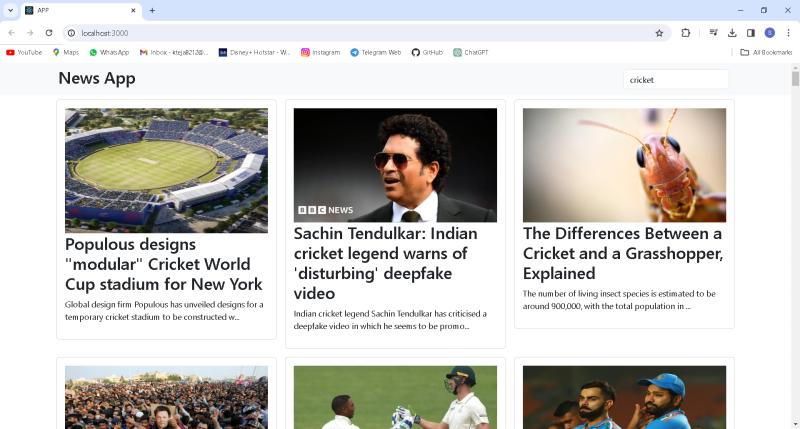 APP
localhost:3000
YouTube
Maps
WhatsApp
Inbox - kteja8212@...
Disney+ Hotstar - W...
Instagram
Telegram Web
GitHub
ChatGPT
All Bookmarks
News App
cricket
BBC NEWS
Populous designs
"modular" Cricket World
Cup stadium for New York
Global design firm Populous has unveiled designs for a
temporary cricket stadium to be constructed w...
Sachin Tendulkar: Indian
cricket legend warns of
'disturbing' deepfake
video
Indian cricket legend Sachin Tendulkar has criticised a
deepfake video in which he seems to be promo...
The Differences Between a
Cricket and a Grasshopper,
Explained
The number of living insect species is estimated to be
around 900,000, with the total population in ...